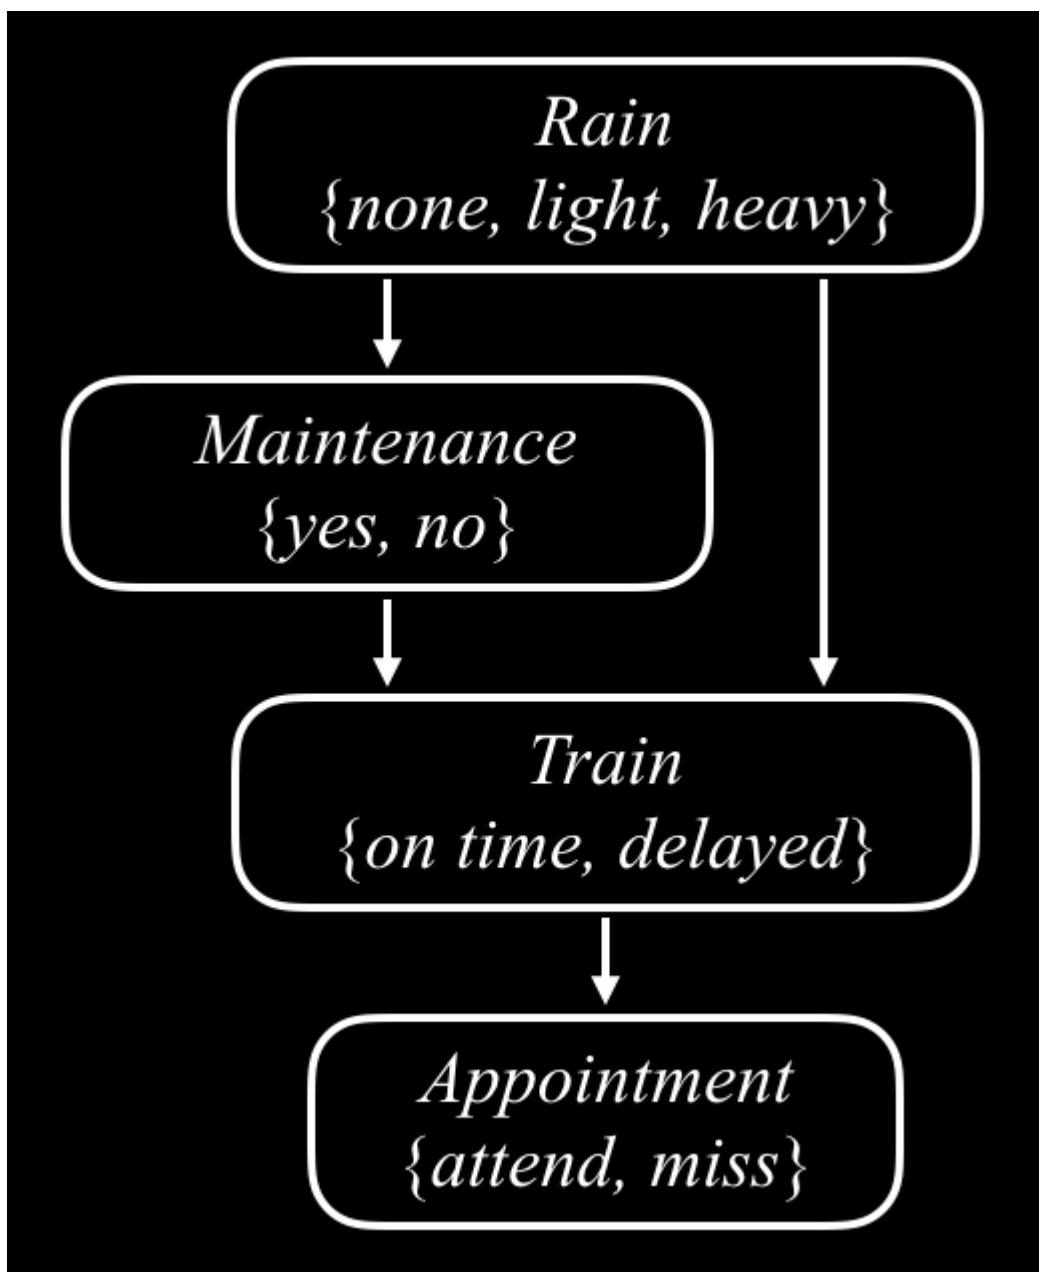 Rain
{none, light, heavy}
Maintenance
{yes, no}
Train
{on time, delayed}
Appointment
{attend, miss}